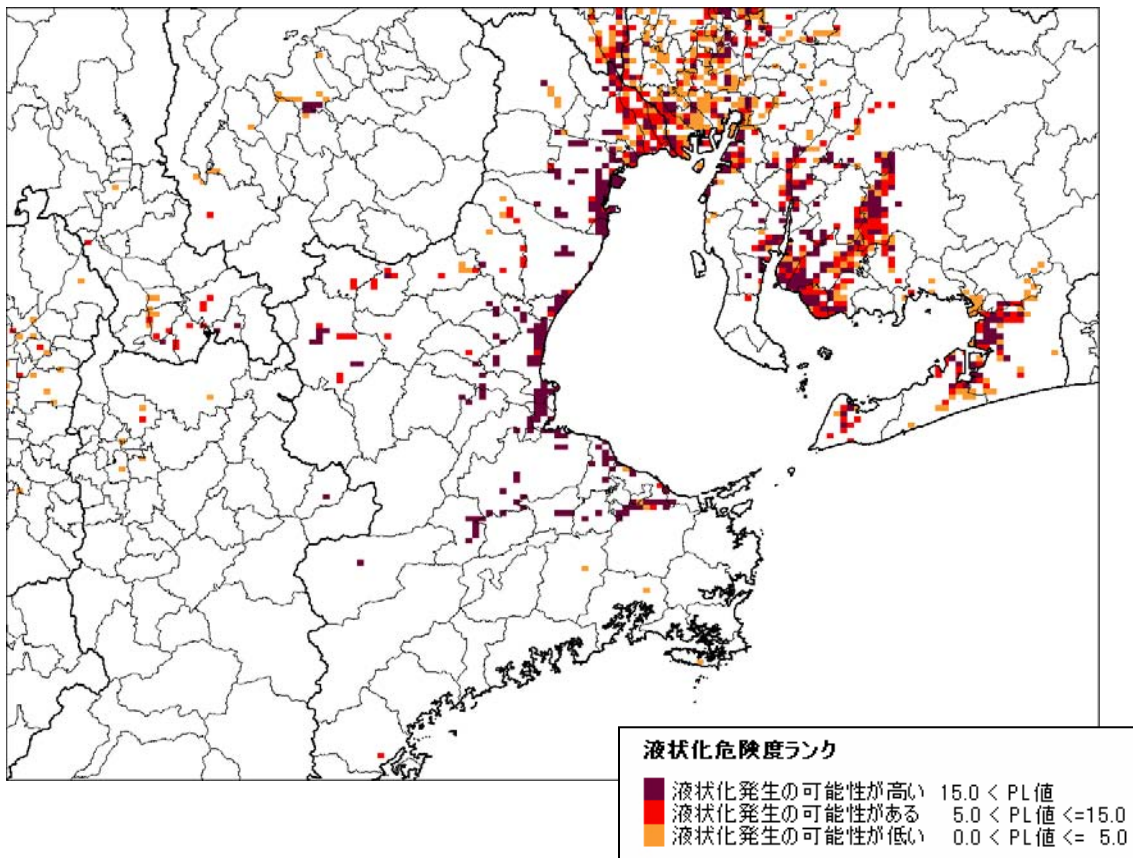 液状化危険度ランク
液状化発生の可能性が高い 15.0 < PL値
液状化発生の可能性がある 5.0 < PL値 <=15.0
液状化発生の可能性が低い 0.0 < PL値 <= 5.0